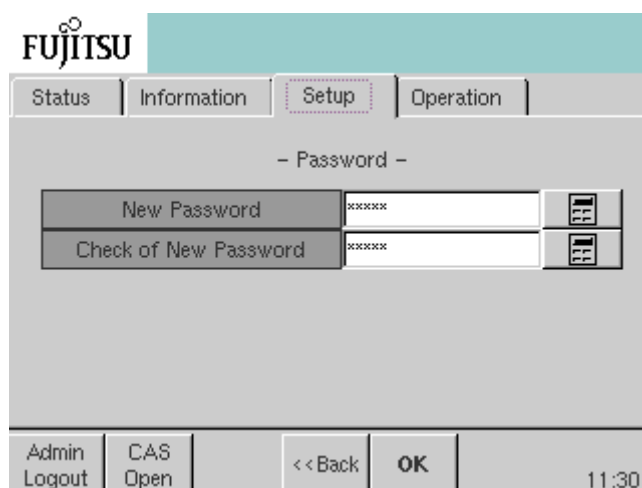 FUJITSU
Status Information Setup Operation
– Password –
New Password xxxxx
Check of New Password xxxxx
Admin Logout CAS Open <<Back OK 11:30